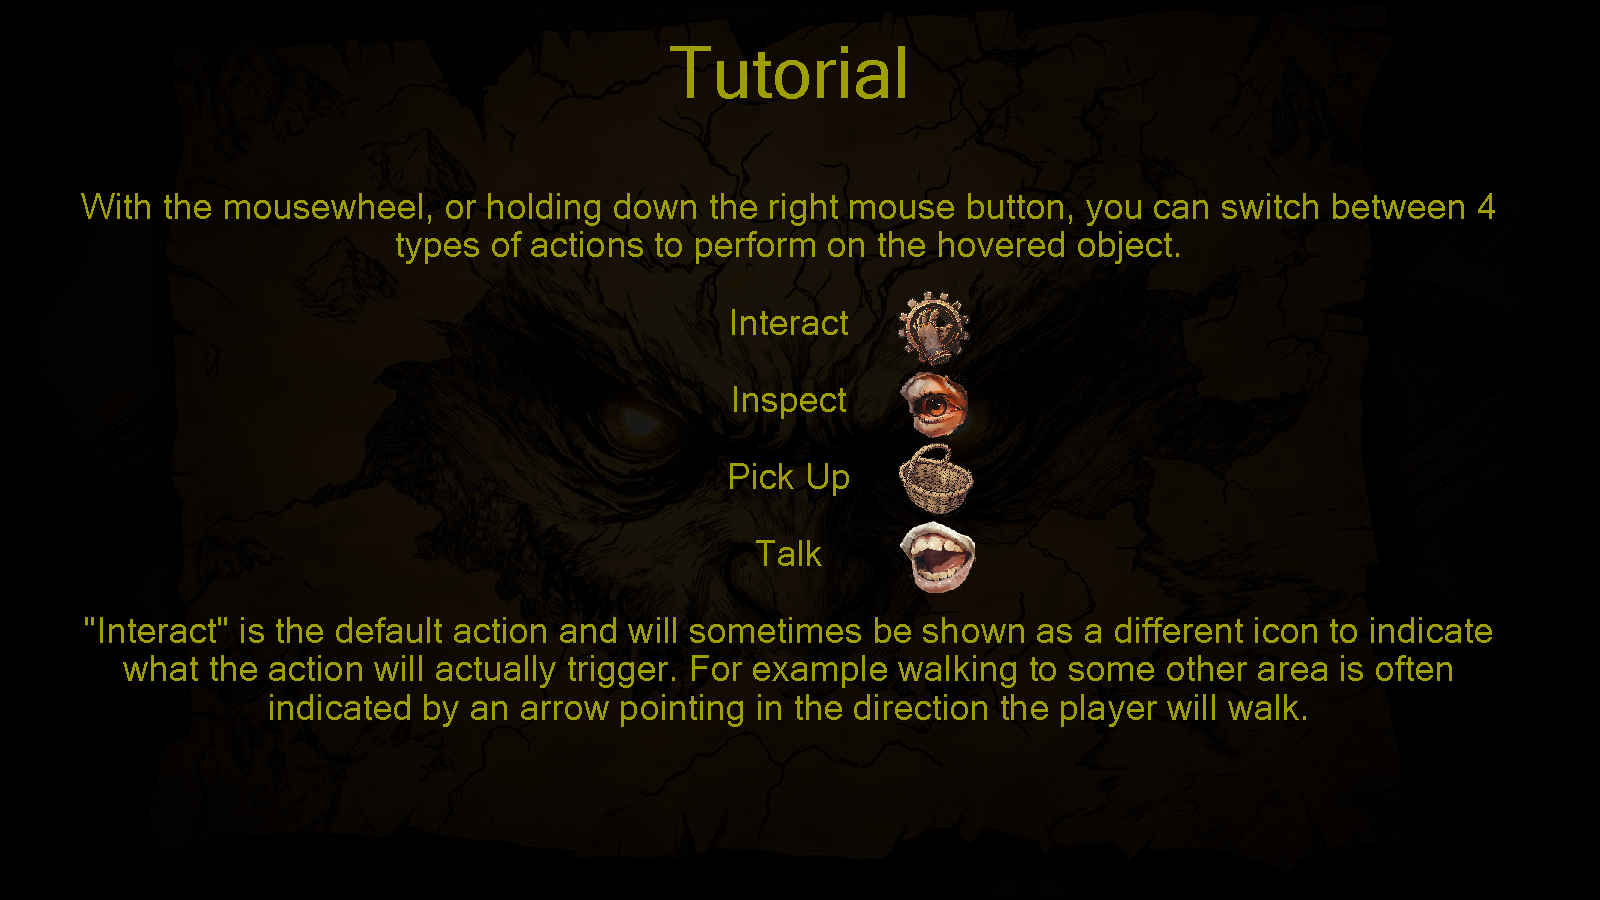 Tutorial
With the mousewheel, or holding down the right mouse button, you can switch between 4
types of actions to perform on the hovered object.
Interact
Inspect
Pick Up
Talk
"Interact" is the default action and will sometimes be shown as a different icon to indicate
what the action will actually trigger. For example walking to some other area is often
indicated by an arrow pointing in the direction the player will walk.